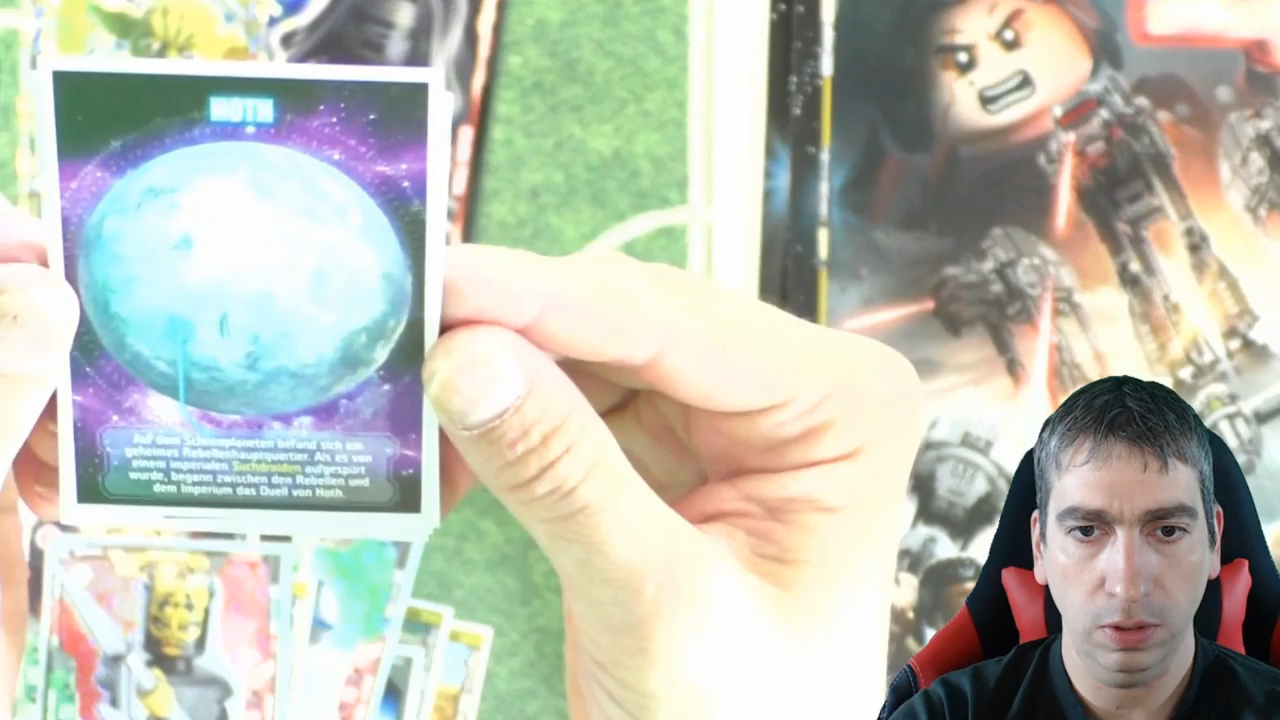 HOTH
Auf dem Schneeplaneten befand sich ein
geheimes Rebellenhauptquartier. Als es von
einem imperialen Suchdroiden aufgespürt
wurde, begann zwischen den Rebellen und
dem Imperium das Duell von Hoth.